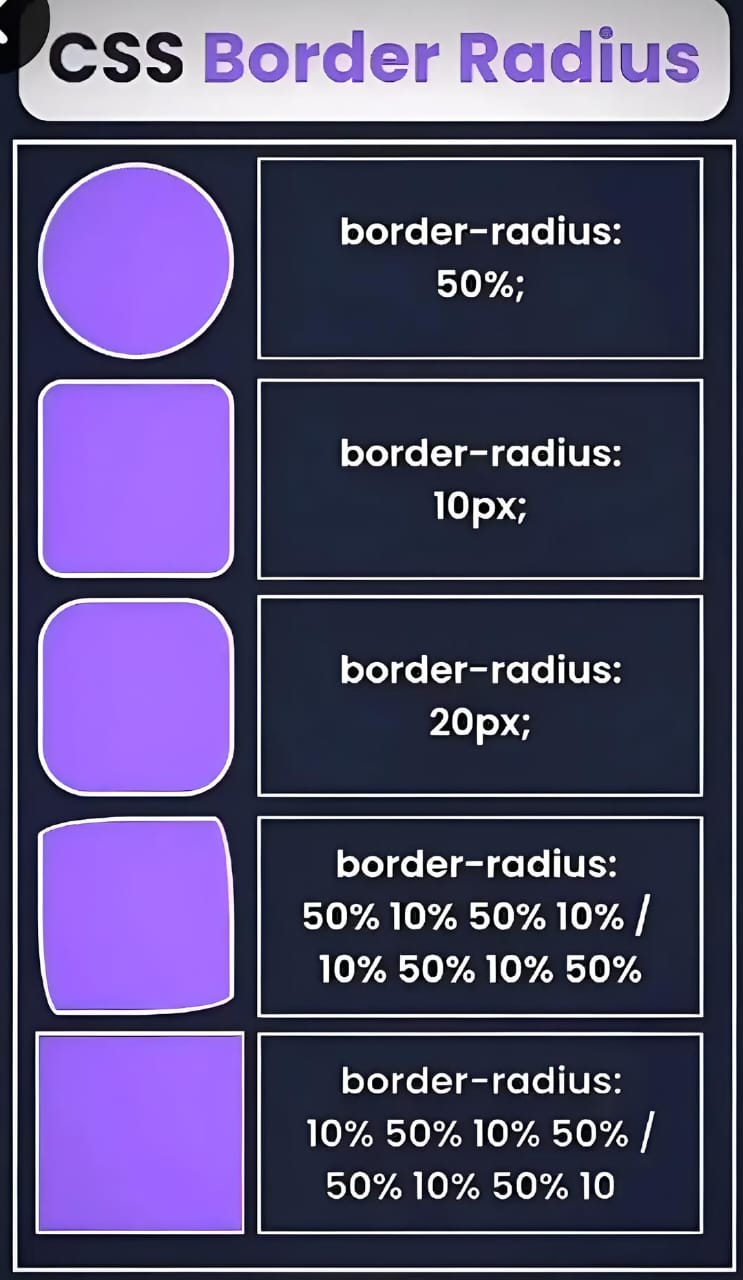 CSS Border Radius
border-radius:
50%;
border-radius:
10px;
border-radius:
20px;
border-radius:
50% 10% 50% 10% /
10% 50% 10% 50%
border-radius:
10% 50% 10% 50% /
50% 10% 50% 10